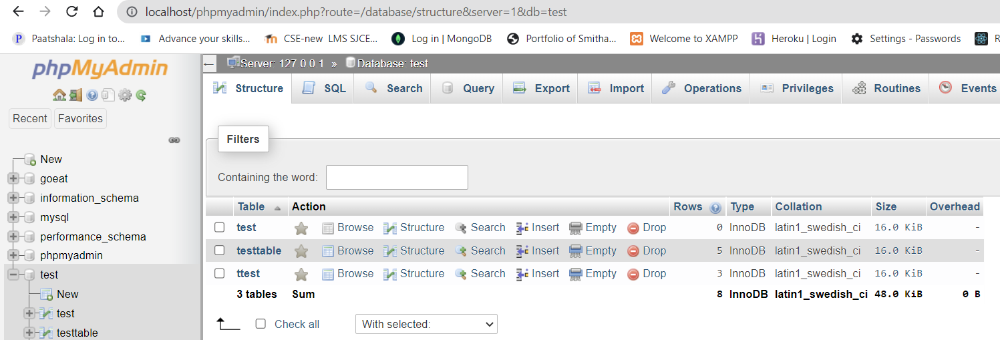 localhost/phpmyadmin/index.php?route=/database/structure&server=1&db=test
Paatshala: Log in to... Advance your skills... CSE-new LMS SJCE... Log in | MongoDB Portfolio of Smitha... Welcome to XAMPP Heroku | Login Settings - Passwords R
phpMyAdmin
Recent Favorites
New
goeat
information_schema
mysql
performance_schema
phpmyadmin
test
New
test
testtable
Server: 127.0.0.1 » Database: test
Structure SQL Search Query Export Import Operations Privileges Routines Events
Filters
Containing the word:
Table Action Rows Type Collation Size Overhead
test Browse Structure Search Insert Empty Drop 0 InnoDB latin1_swedish_ci 16.0 KiB -
testtable Browse Structure Search Insert Empty Drop 5 InnoDB latin1_swedish_ci 16.0 KiB -
ttest Browse Structure Search Insert Empty Drop 3 InnoDB latin1_swedish_ci 16.0 KiB -
3 tables Sum 8 InnoDB latin1_swedish_ci 48.0 KiB 0 B
Check all With selected: